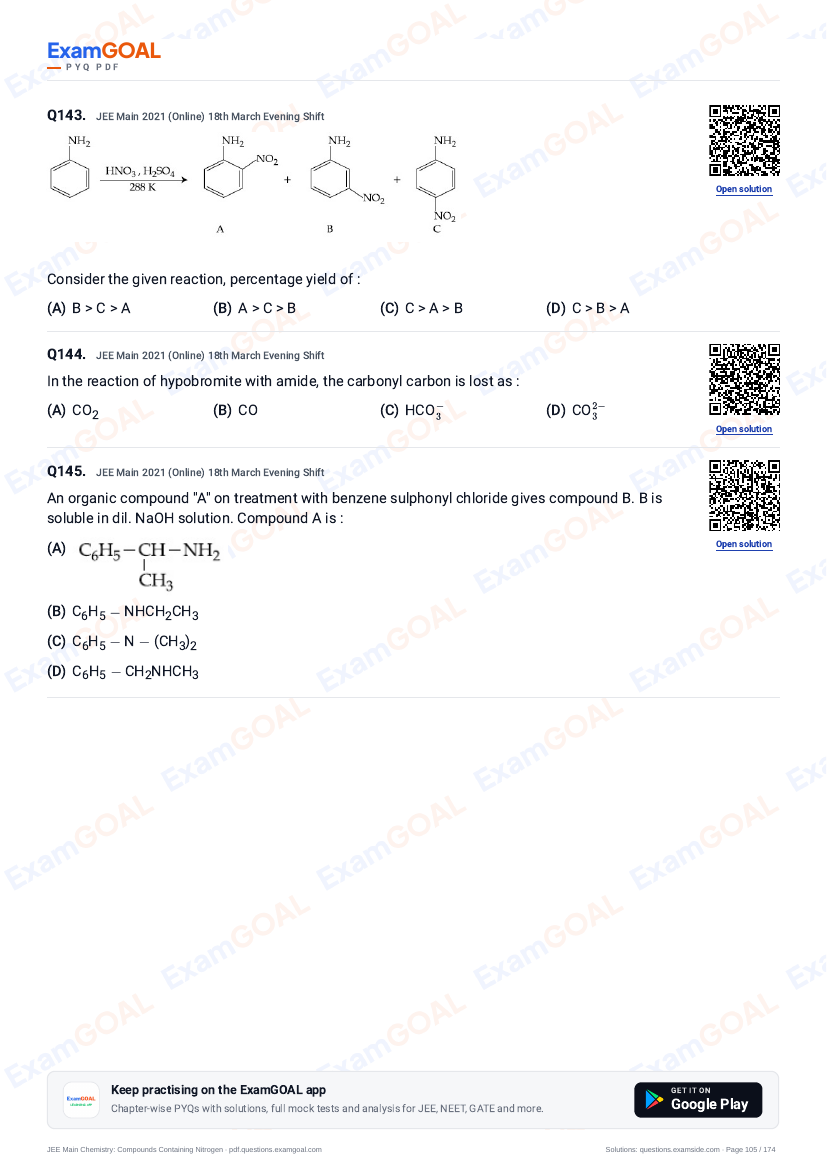 ExamGOAL
PYQ PDF
Q143. JEE Main 2021 (Online) 18th March Evening Shift
NH2 HNO3, H2SO4 288 K NH2 NO2 + NH2 NO2 + NH2 NO2
A B C
Open solution
Consider the given reaction, percentage yield of :
(A) B > C > A (B) A > C > B (C) C > A > B (D) C > B > A
Q144. JEE Main 2021 (Online) 18th March Evening Shift
In the reaction of hypobromite with amide, the carbonyl carbon is lost as :
(A) CO2 (B) CO (C) HCO3− (D) CO3^2−
Open solution
Q145. JEE Main 2021 (Online) 18th March Evening Shift
An organic compound "A" on treatment with benzene sulphonyl chloride gives compound B. B is
soluble in dil. NaOH solution. Compound A is :
Open solution
(A) C6H5−CH−NH2
CH3
(B) C6H5 − NHCH2CH3
(C) C6H5 − N − (CH3)2
(D) C6H5 − CH2NHCH3
Keep practising on the ExamGOAL app
Chapter-wise PYQs with solutions, full mock tests and analysis for JEE, NEET, GATE and more.
GET IT ON
Google Play
JEE Main Chemistry: Compounds Containing Nitrogen · pdf.questions.examgoal.com
Solutions: questions.examside.com · Page 105 / 174